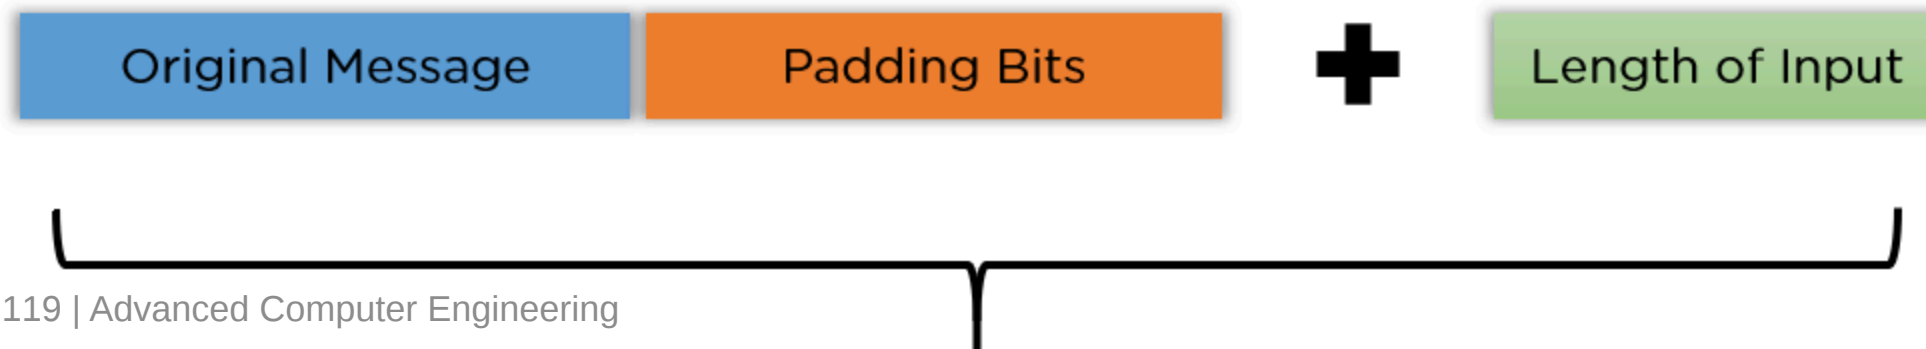 Original Message Padding Bits Length of Input
119 | Advanced Computer Engineering